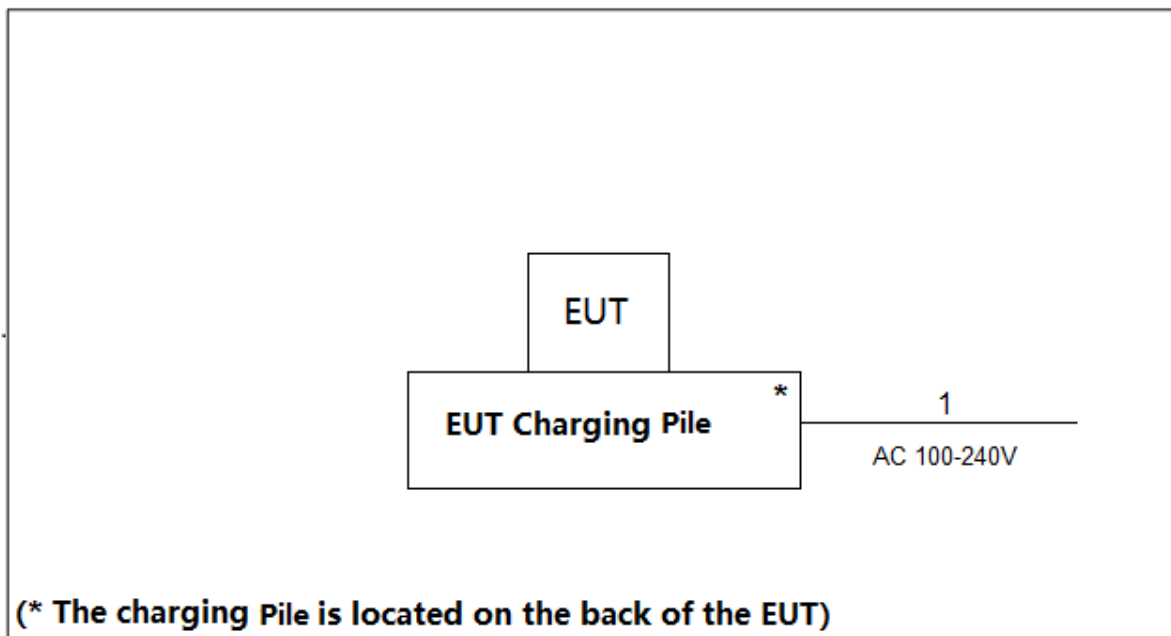 EUT
EUT Charging Pile *
1
AC 100-240V
(* The charging Pile is located on the back of the EUT)